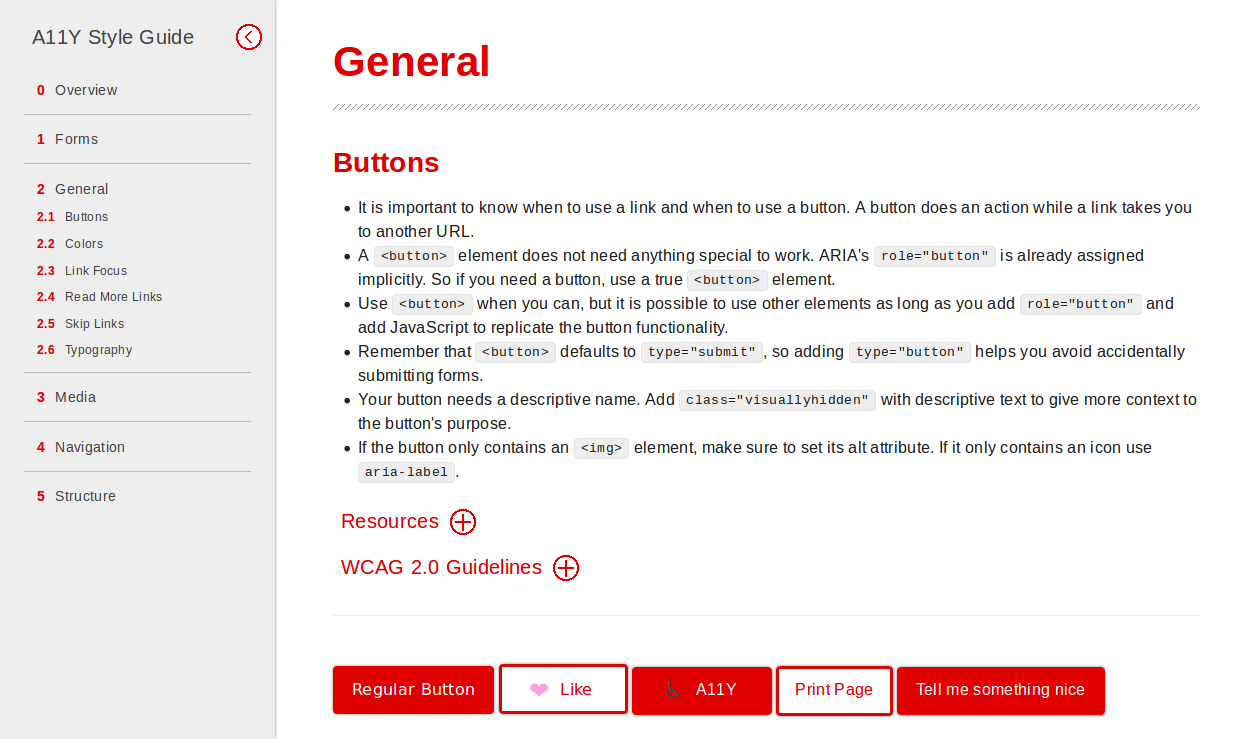 A11Y Style Guide
0 Overview
1 Forms
2 General
2.1 Buttons
2.2 Colors
2.3 Link Focus
2.4 Read More Links
2.5 Skip Links
2.6 Typography
3 Media
4 Navigation
5 Structure
General
Buttons
It is important to know when to use a link and when to use a button. A button does an action while a link takes you
to another URL.
A <button> element does not need anything special to work. ARIA's role="button" is already assigned
implicitly. So if you need a button, use a true <button> element.
Use <button> when you can, but it is possible to use other elements as long as you add role="button" and
add JavaScript to replicate the button functionality.
Remember that <button> defaults to type="submit", so adding type="button" helps you avoid accidentally
submitting forms.
Your button needs a descriptive name. Add class="visuallyhidden" with descriptive text to give more context to
the button's purpose.
If the button only contains an <img> element, make sure to set its alt attribute. If it only contains an icon use
aria-label.
Resources
WCAG 2.0 Guidelines
Regular Button ❤ Like ♿ A11Y Print Page Tell me something nice